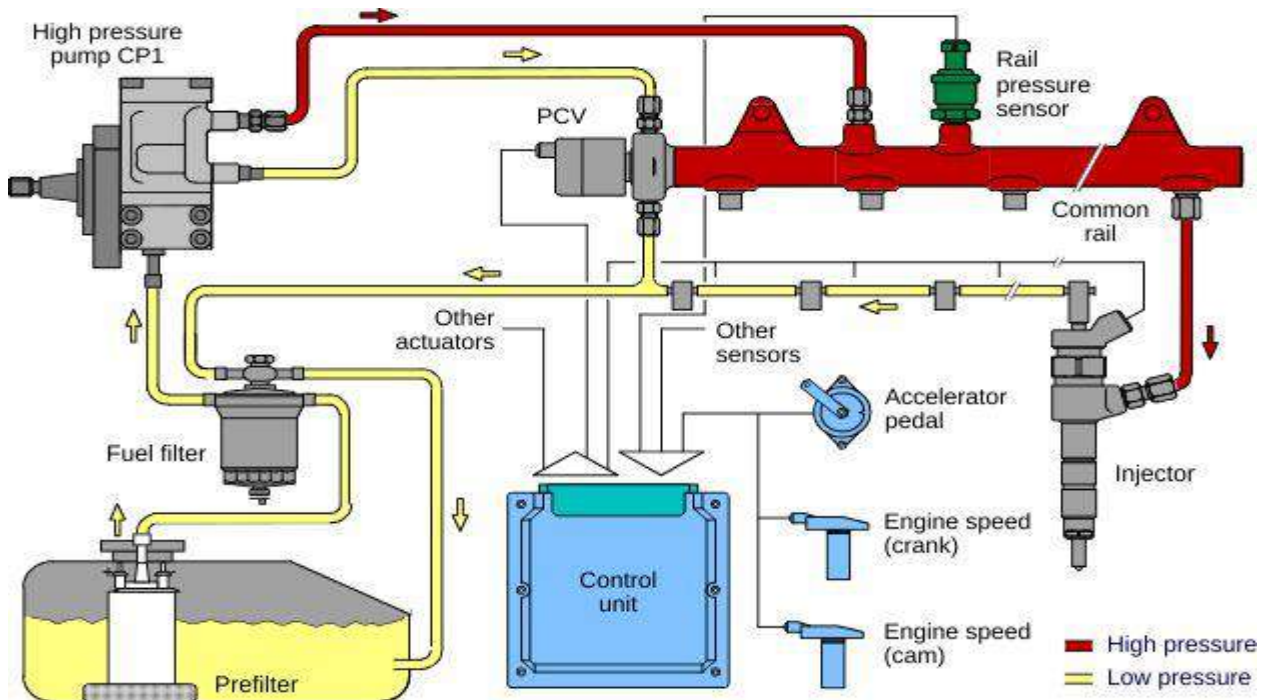 High pressure
pump CP1
PCV
Rail
pressure
sensor
Common
rail
Other
actuators
Other
sensors
Accelerator
pedal
Fuel filter
Injector
Engine speed
(crank)
Control
unit
Engine speed
(cam)
Prefilter
High pressure
Low pressure